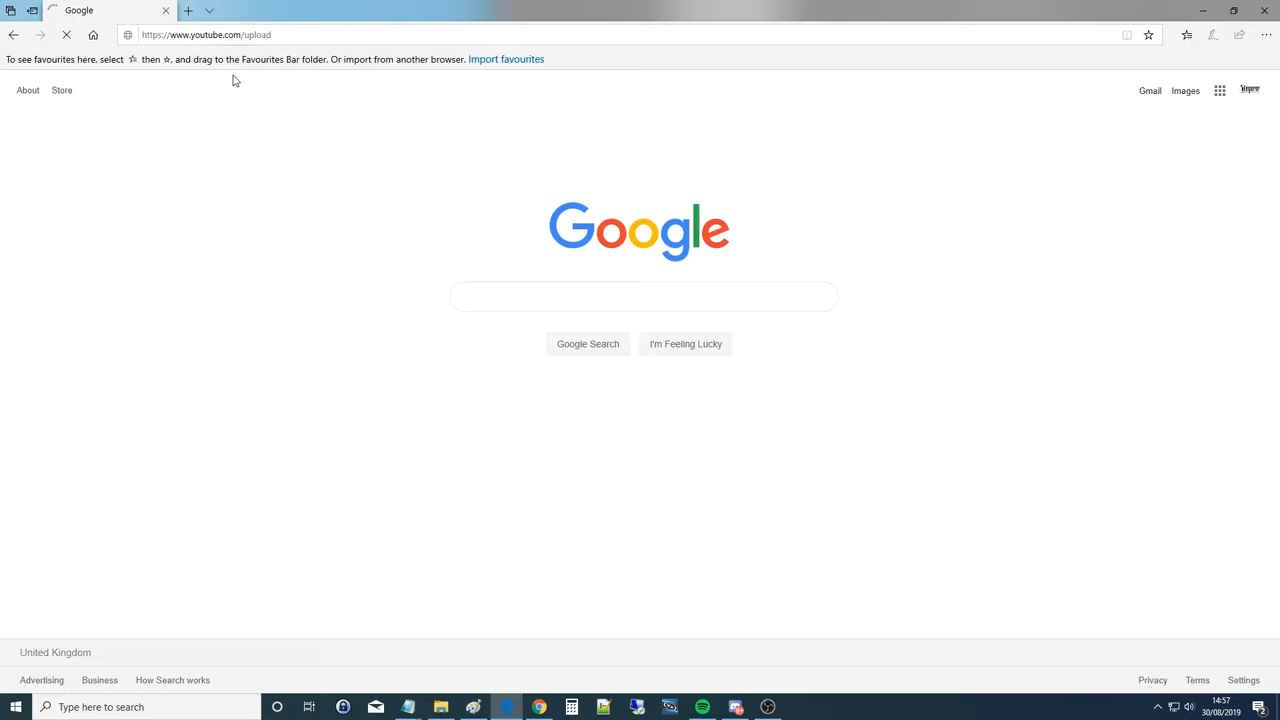 Google
https://www.youtube.com/upload
To see favourites here, select ☆ then ☆, and drag to the Favourites Bar folder. Or import from another browser. Import favourites
About Store
Gmail Images
Google
Google Search I'm Feeling Lucky
United Kingdom
Advertising Business How Search works
Privacy Terms Settings
Type here to search
14:57
30/08/2019
2